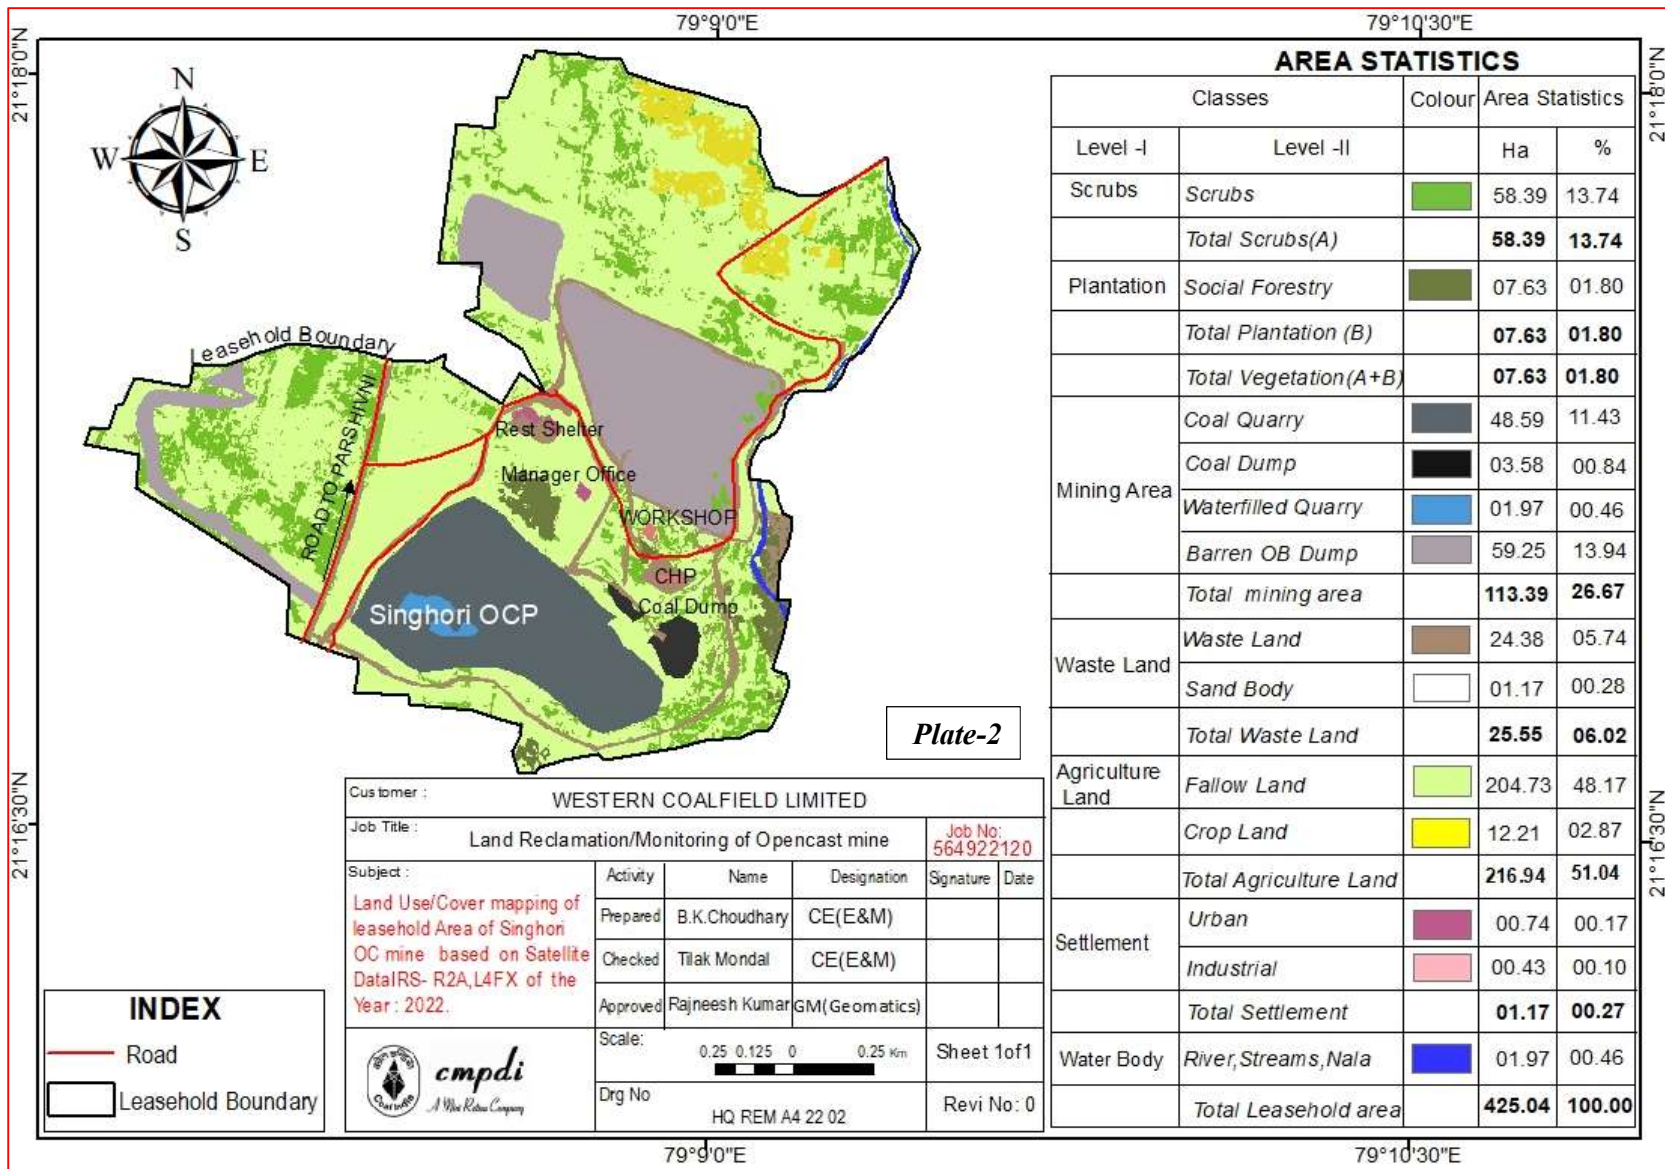 79°9'0"E
79°10'30"E
21°18'0"N
21°18'0"N
N
W
E
S
Leasehold Boundary
ROAD TO PARSHIVNI
Rest Shelter
Manager Office
WORKSHOP
CHP
Coal Dump
Singhori OCP
Plate-2
AREA STATISTICS
Classes Colour Area Statistics
Level -I Level -II Ha %
Scrubs Scrubs 58.39 13.74
Total Scrubs(A) 58.39 13.74
Plantation Social Forestry 07.63 01.80
Total Plantation (B) 07.63 01.80
Total Vegetation(A+B) 07.63 01.80
Mining Area
Coal Quarry 48.59 11.43
Coal Dump 03.58 00.84
Waterfilled Quarry 01.97 00.46
Barren OB Dump 59.25 13.94
Total mining area 113.39 26.67
Waste Land
Waste Land 24.38 05.74
Sand Body 01.17 00.28
Total Waste Land 25.55 06.02
Agriculture
Land
Fallow Land 204.73 48.17
Crop Land 12.21 02.87
Total Agriculture Land 216.94 51.04
Settlement
Urban 00.74 00.17
Industrial 00.43 00.10
Total Settlement 01.17 00.27
Water Body River,Streams,Nala 01.97 00.46
Total Leasehold area 425.04 100.00
Customer : WESTERN COALFIELD LIMITED
Job Title : Land Reclamation/Monitoring of Opencast mine
Job No:
564922120
Subject :
Land Use/Cover mapping of
leasehold Area of Singhori
OC mine based on Satellite
DataIRS- R2A,L4FX of the
Year : 2022.
Activity Name Designation Signature Date
Prepared B.K.Choudhary CE(E&M)
Checked Tilak Mondal CE(E&M)
Approved Rajneesh Kumar GM(Geomatics)
Scale:
0.25 0.125 0 0.25 Km
Sheet 1of1
Drg No
HQ REM A4 22 02
Revi No: 0
Coal India
cmpdi
A Mini Ratna Company
INDEX
Road
Leasehold Boundary
21°16'30"N
21°16'30"N
79°9'0"E
79°10'30"E